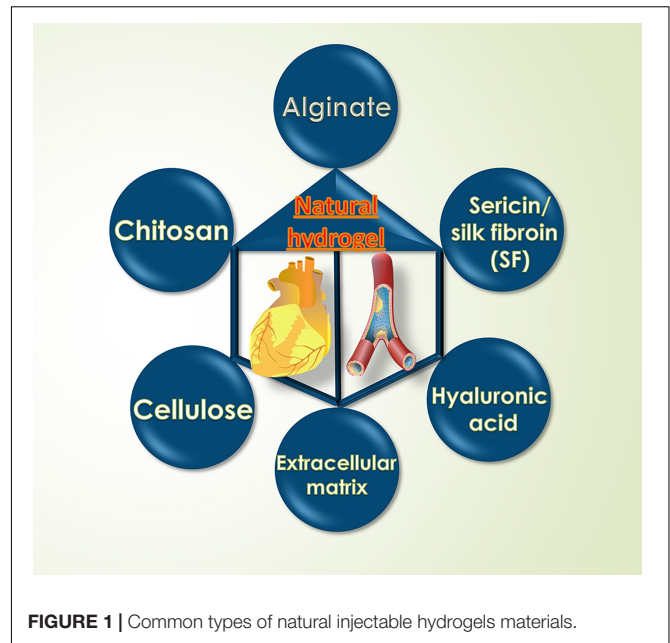 Alginate
Chitosan
Natural
hydrogel
Sericin/
silk fibroin
(SF)
Cellulose
Hyaluronic
acid
Extracellular
matrix
FIGURE 1 | Common types of natural injectable hydrogels materials.